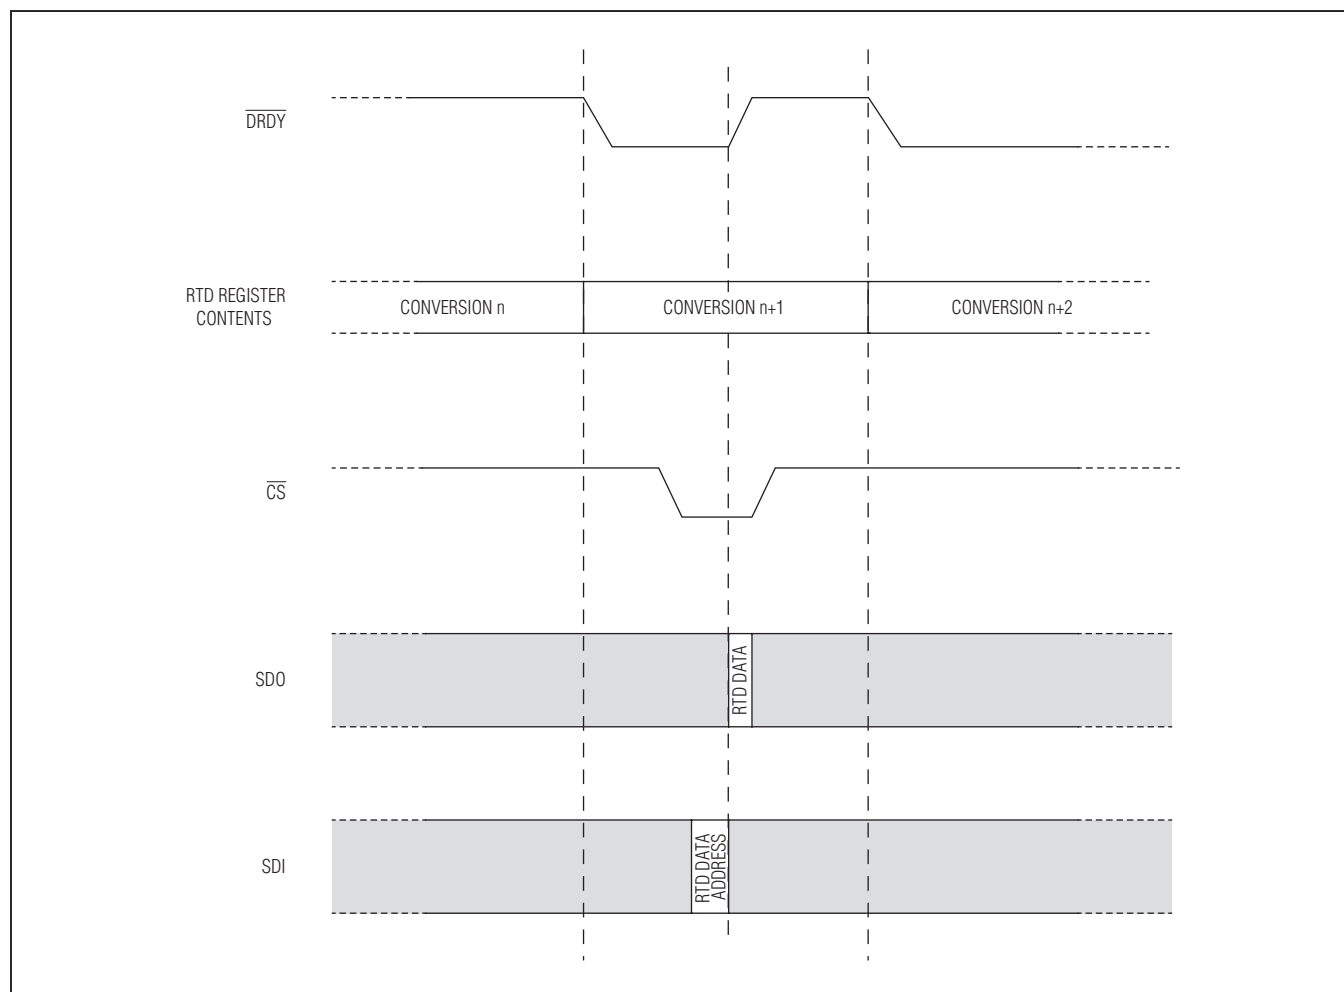 DRDY
RTD REGISTER
CONTENTS
CONVERSION n
CONVERSION n+1
CONVERSION n+2
CS
SDO
RTD DATA
SDI
RTD DATA
ADDRESS